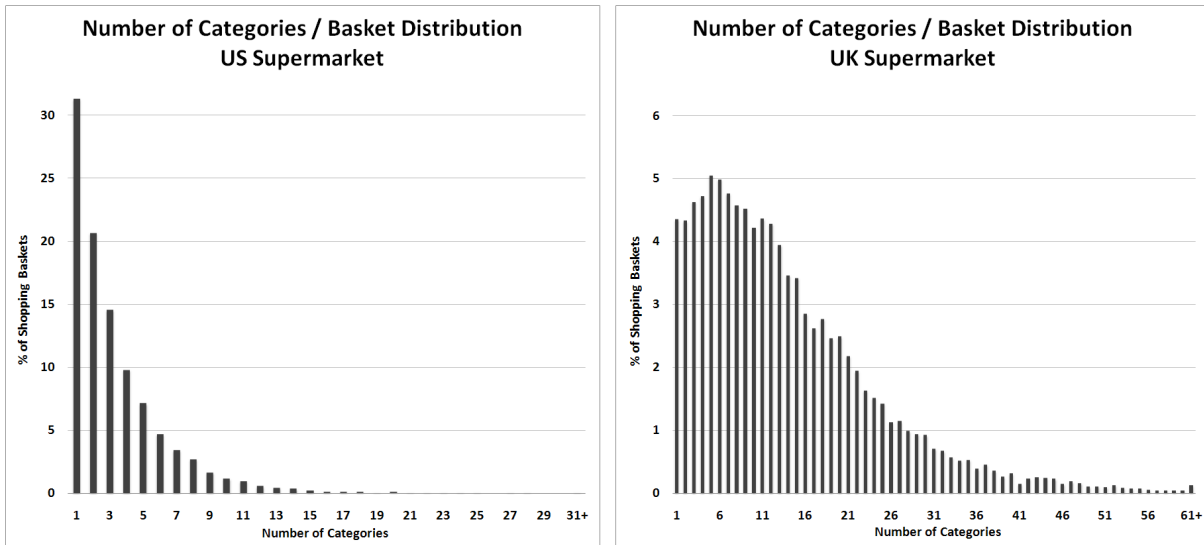 Number of Categories / Basket Distribution
US Supermarket
% of Shopping Baskets
30
25
20
15
10
5
0
1 3 5 7 9 11 13 15 17 19 21 23 25 27 29 31+
Number of Categories
Number of Categories / Basket Distribution
UK Supermarket
% of Shopping Baskets
6
5
4
3
2
1
0
1 6 11 16 21 26 31 36 41 46 51 56 61+
Number of Categories